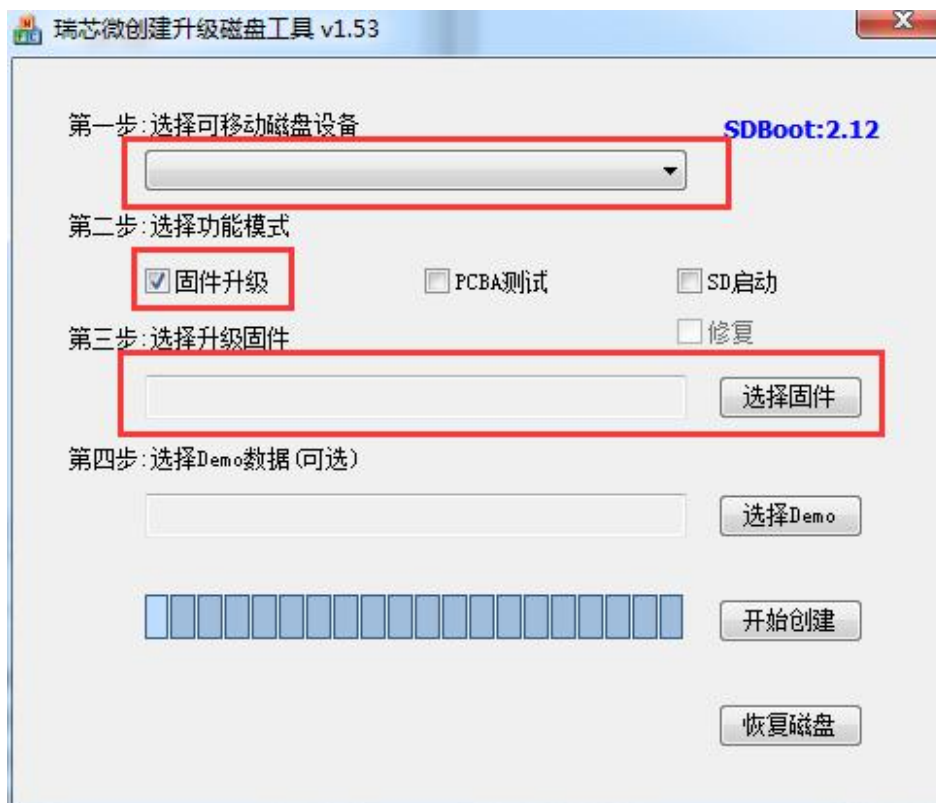 瑞芯微创建升级磁盘工具 v1.53
第一步:选择可移动磁盘设备
SDBoot:2.12
第二步:选择功能模式
固件升级 PCBA测试 SD启动
第三步:选择升级固件 修复
选择固件
第四步:选择Demo数据(可选)
选择Demo
开始创建
恢复磁盘